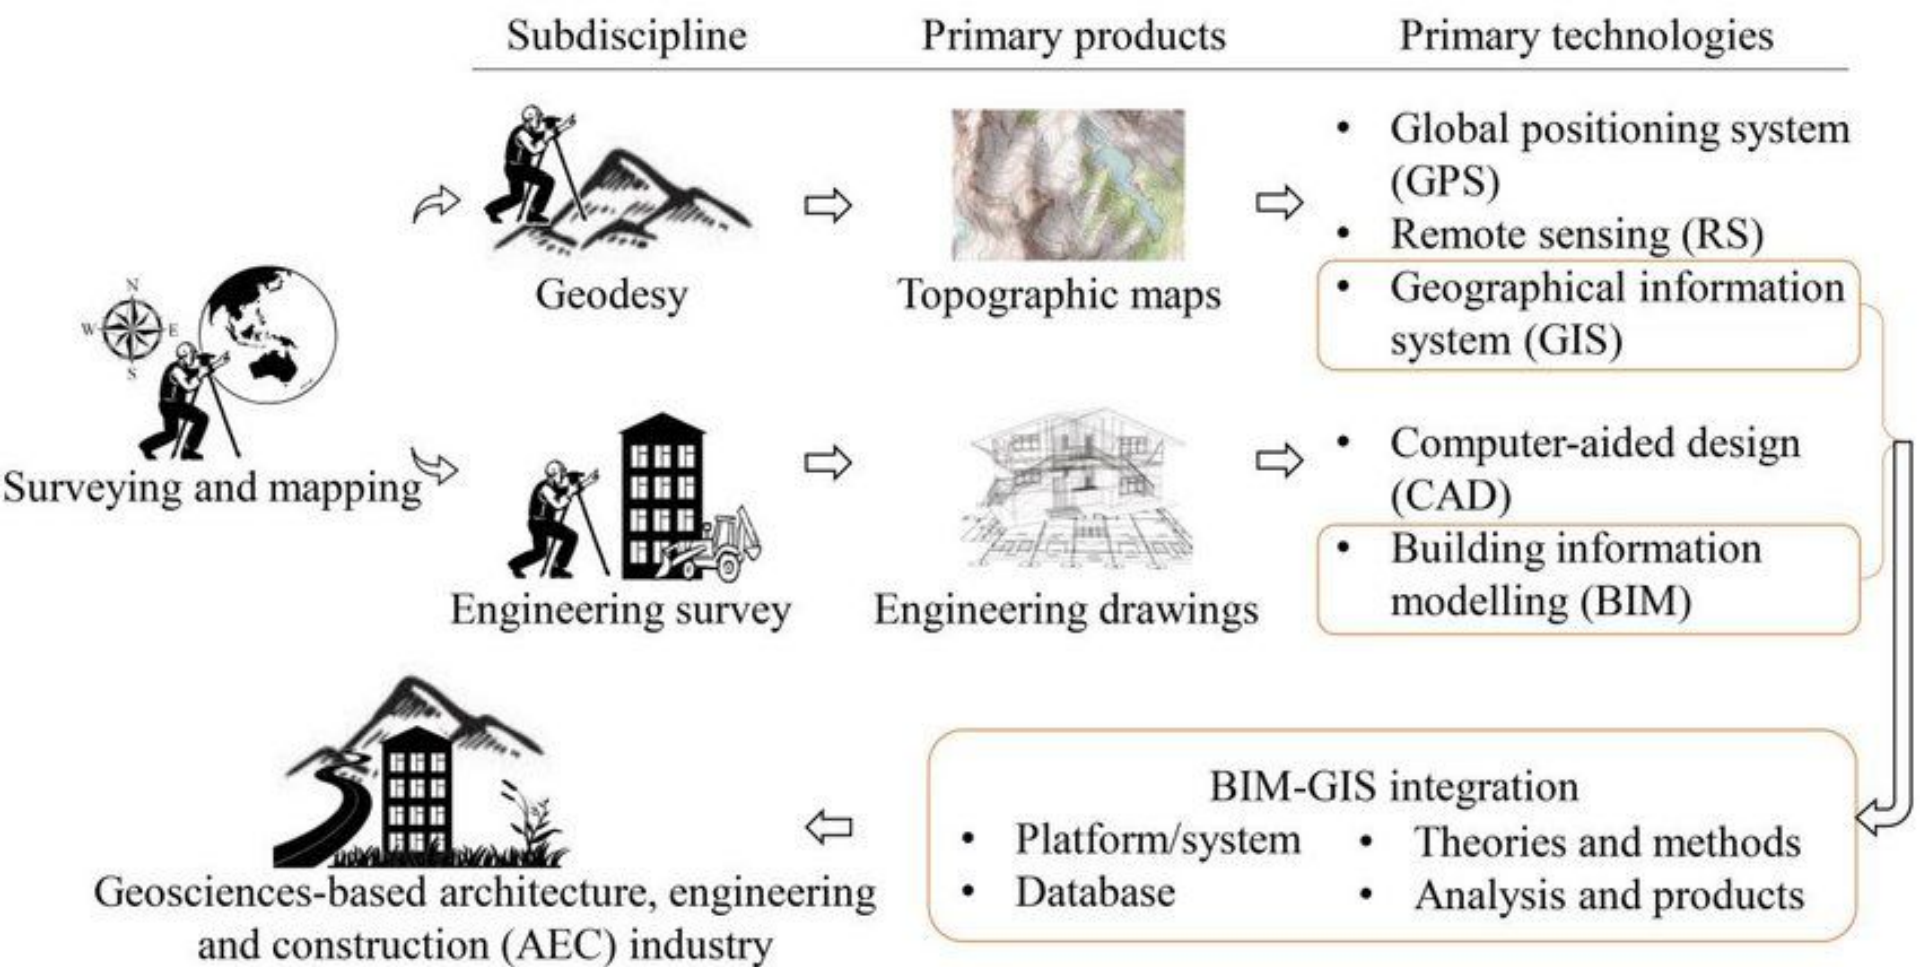 Subdiscipline
Primary products
Primary technologies
• Global positioning system
(GPS)
• Remote sensing (RS)
• Geographical information
system (GIS)
Geodesy
Topographic maps
N
W
E
S
Surveying and mapping
• Computer-aided design
(CAD)
• Building information
modelling (BIM)
Engineering survey
Engineering drawings
BIM-GIS integration
• Platform/system
• Theories and methods
• Database
• Analysis and products
Geosciences-based architecture, engineering
and construction (AEC) industry